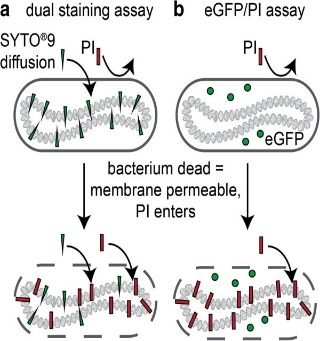 a dual staining assay
b eGFP/PI assay
SYTO®9
diffusion
PI
PI
eGFP
bacterium dead =
membrane permeable,
PI enters